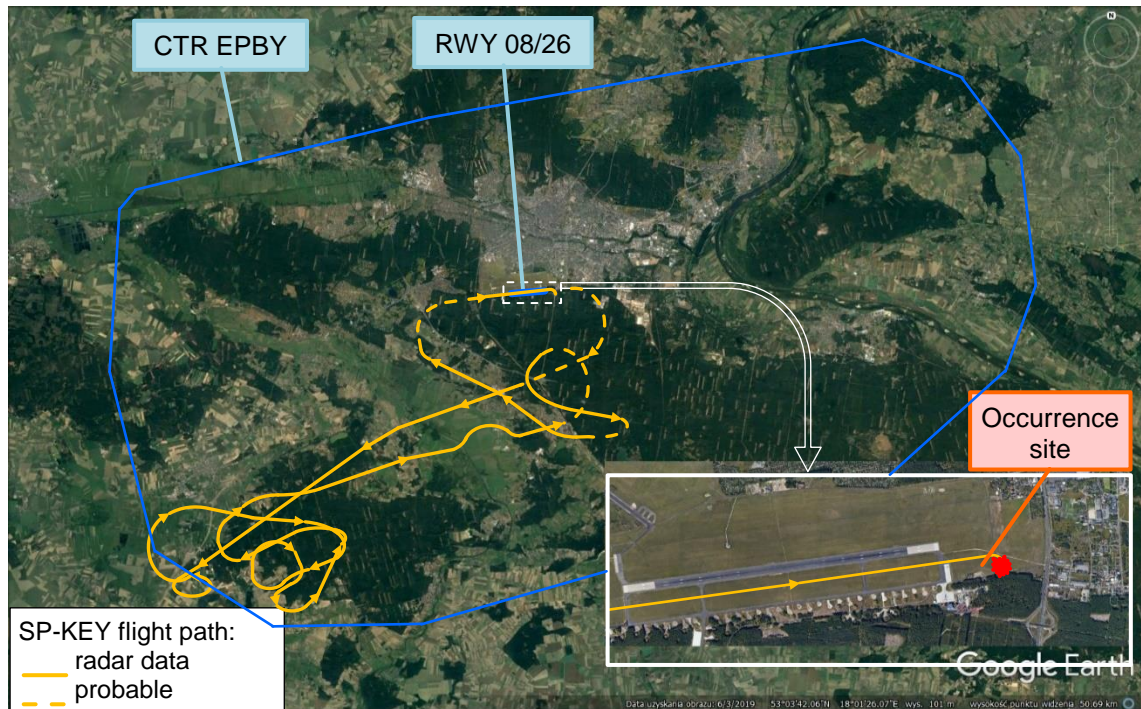 CTR EPBY
RWY 08/26
N
Occurrence
site
SP-KEY flight path:
radar data
probable
Google Earth
Data uzyskania obrazu: 6/3/2019 53°03'42.06"N 18°01'26.07"E wys. 101 m wysokość punktu widzenia 50.69 km